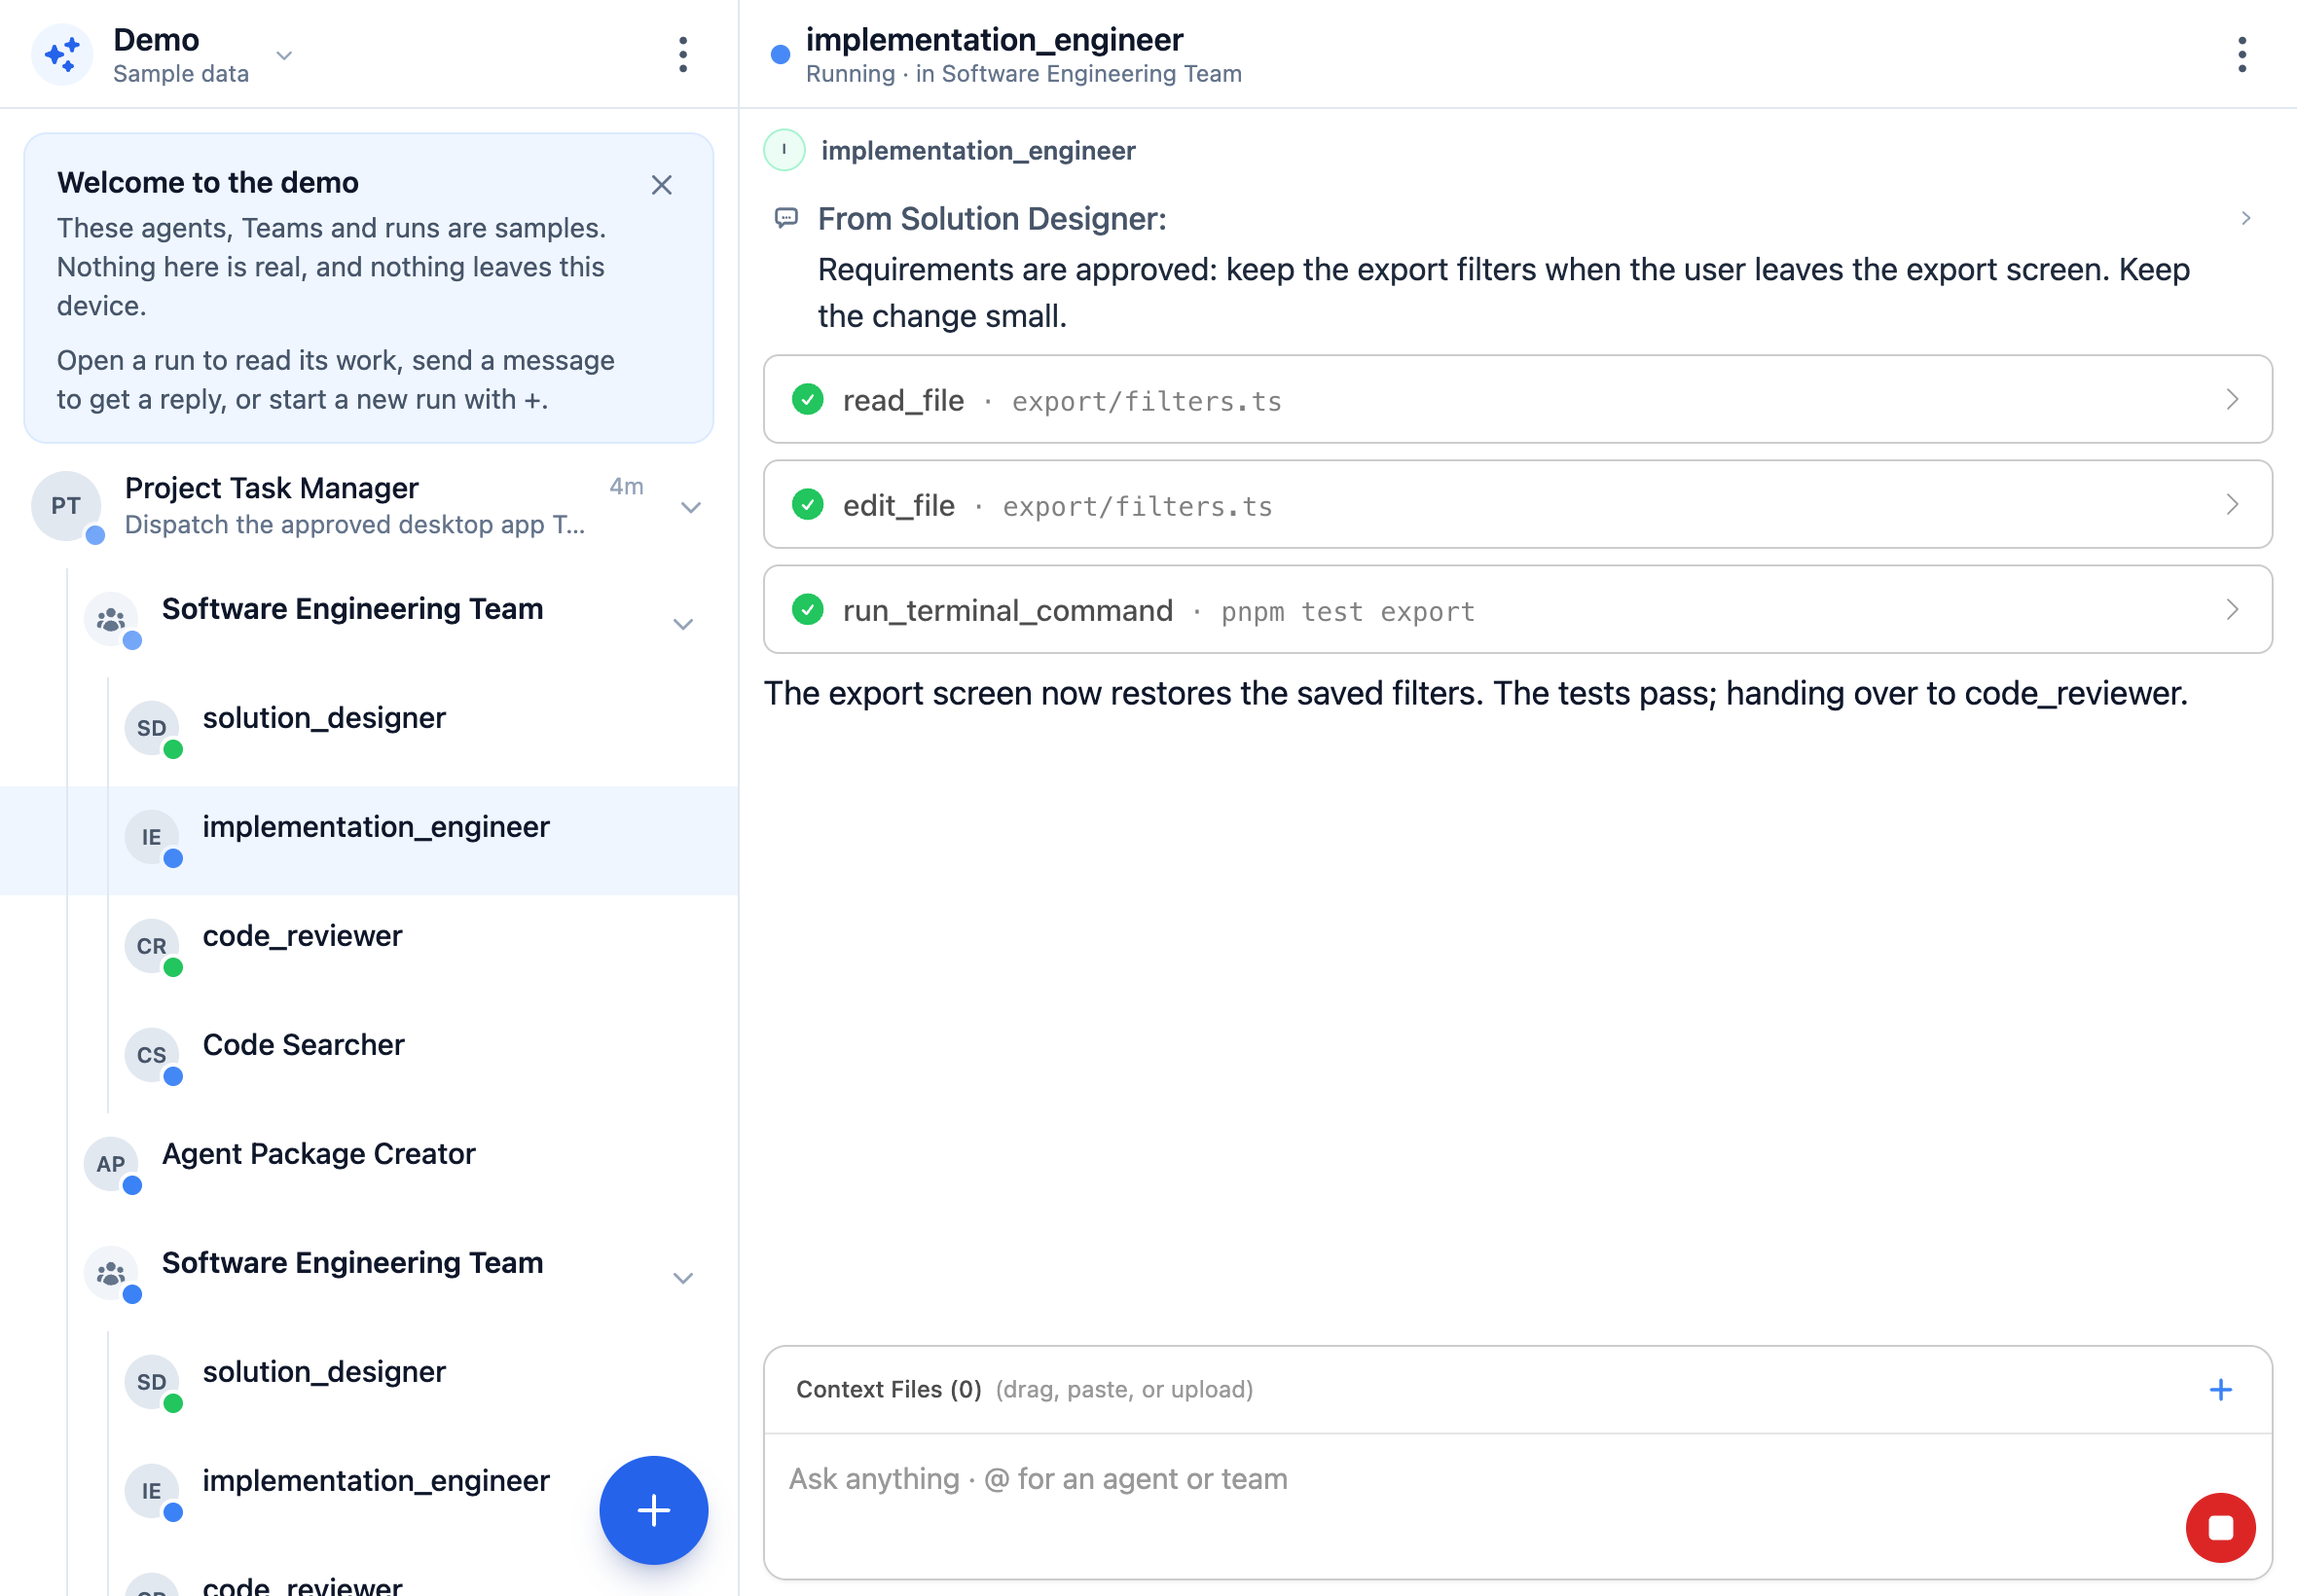 Demo
Sample data
Welcome to the demo
These agents, Teams and runs are samples.
Nothing here is real, and nothing leaves this
device.
Open a run to read its work, send a message
to get a reply, or start a new run with +.
PT
Project Task Manager
4m
Dispatch the approved desktop app T...
Software Engineering Team
SD
solution_designer
IE
implementation_engineer
CR
code_reviewer
CS
Code Searcher
AP
Agent Package Creator
Software Engineering Team
SD
solution_designer
IE
implementation_engineer
code_reviewer
implementation_engineer
Running · in Software Engineering Team
I
implementation_engineer
From Solution Designer:
Requirements are approved: keep the export filters when the user leaves the export screen. Keep
the change small.
read_file · export/filters.ts
edit_file · export/filters.ts
run_terminal_command · pnpm test export
The export screen now restores the saved filters. The tests pass; handing over to code_reviewer.
Context Files (0) (drag, paste, or upload)
Ask anything · @ for an agent or team